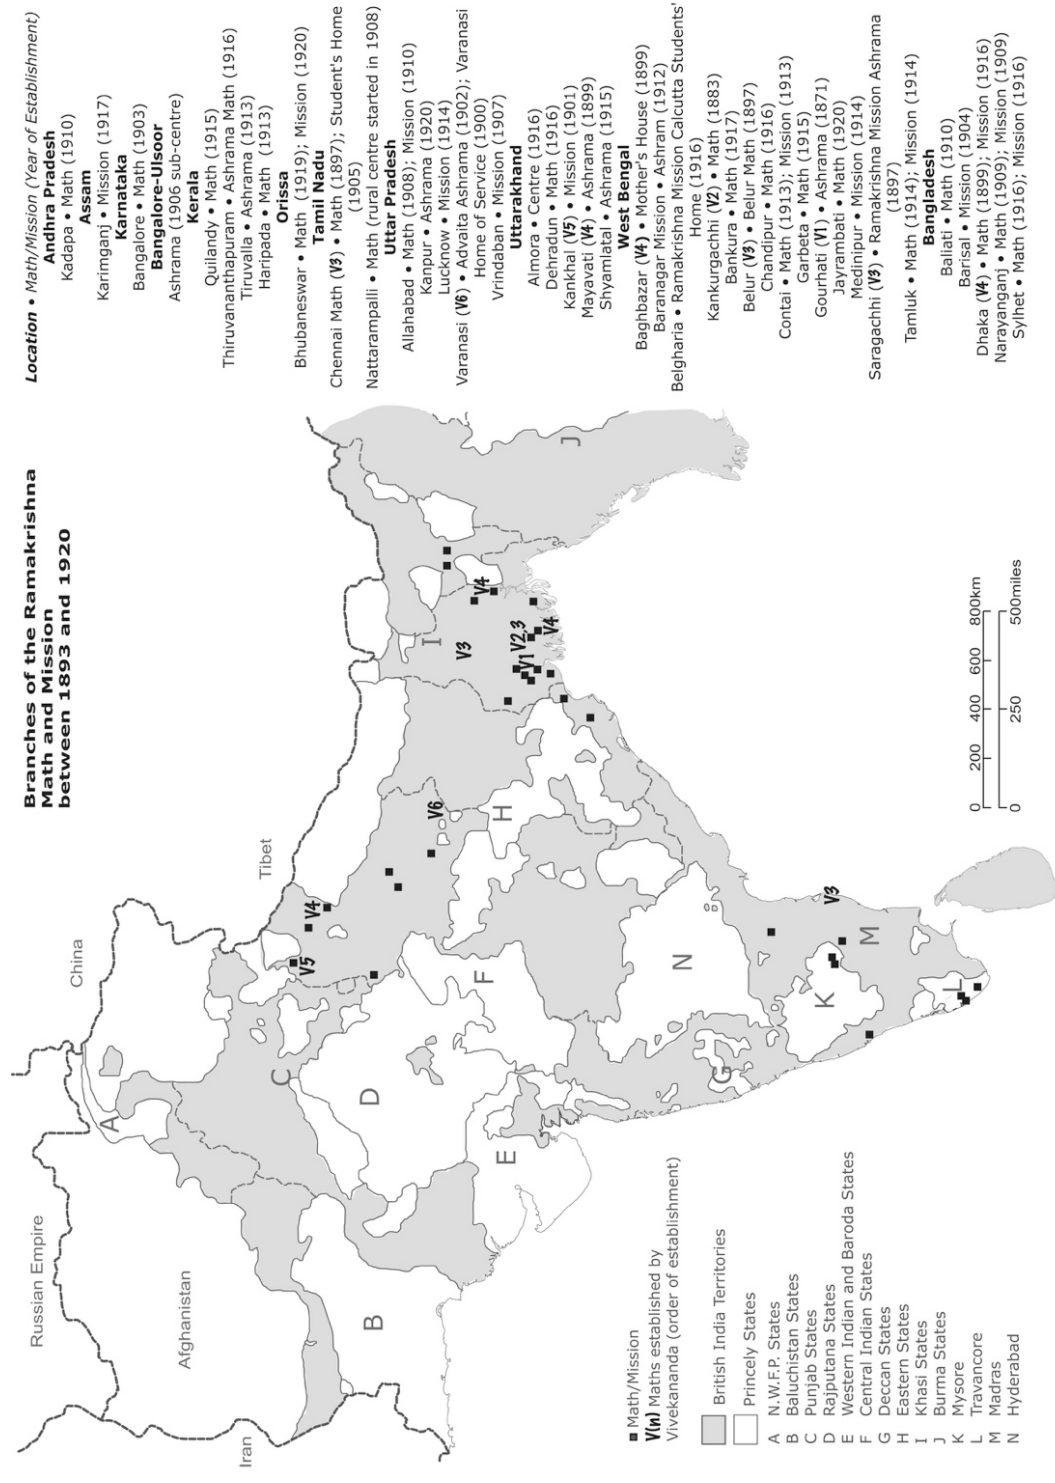 Branches of the Ramakrishna
Math and Mission
between 1893 and 1920
Location • Math/Mission (Year of Establishment)
Andhra Pradesh
Kadapa • Math (1910)
Assam
Karimganj • Mission (1917)
Karnataka
Bangalore • Math (1903)
Bangalore-Ulsoor
Ashrama (1906 sub-centre)
Kerala
Quilandy • Math (1915)
Thiruvananthapuram • Ashrama Math (1916)
Tiruvalla • Ashrama (1913)
Haripada • Math (1913)
Orissa
Bhubaneswar • Math (1919); Mission (1920)
Tamil Nadu
Chennai Math (V3) • Math (1897); Student's Home
(1905)
Nattarampalli • Math (rural centre started in 1908)
Uttar Pradesh
Allahabad • Math (1908); Mission (1910)
Kanpur • Ashrama (1920)
Lucknow • Mission (1914)
Varanasi (V6) • Advaita Ashrama (1902); Varanasi
Home of Service (1900)
Vrindaban • Mission (1907)
Uttarakhand
Almora • Centre (1916)
Dehradun • Math (1916)
Kankhal (V5) • Mission (1901)
Mayavati (V4) • Ashrama (1899)
Shyamlatal • Ashrama (1915)
West Bengal
Baghbazar (V4) • Mother's House (1899)
Baranagar Mission • Ashram (1912)
Belgharia • Ramakrishna Mission Calcutta Students'
Home (1916)
Kankurgachhi (V2) • Math (1883)
Bankura • Math (1917)
Belur (V3) • Belur Math (1897)
Chandipur • Math (1916)
Contai • Math (1913); Mission (1913)
Garbeta • Math (1915)
Gourhati (V1) • Ashrama (1871)
Jayrambati • Math (1920)
Medinipur • Mission (1914)
Saragachhi (V3) • Ramakrishna Mission Ashrama
(1897)
Tamluk • Math (1914); Mission (1914)
Bangladesh
Baliati • Math (1910)
Barisal • Mission (1904)
Dhaka (V4) • Math (1899); Mission (1916)
Narayanganj • Math (1909); Mission (1909)
Sylhet • Math (1916); Mission (1916)
Russian Empire
China
Tibet
Afghanistan
Iran
A
B
C
D
E
F
G
H
I
J
K
L
M
N
V5
V4
V6
V3
V4
V1
V2,3
V4
V3
Math/Mission
V(n) Maths established by
Vivekananda (order of establishment)
British India Territories
Princely States
A N.W.F.P. States
B Baluchistan States
C Punjab States
D Rajputana States
E Western Indian and Baroda States
F Central Indian States
G Deccan States
H Eastern States
I Khasi States
J Burma States
K Mysore
L Travancore
M Madras
N Hyderabad
0 200 400 600 800km
0 250 500miles